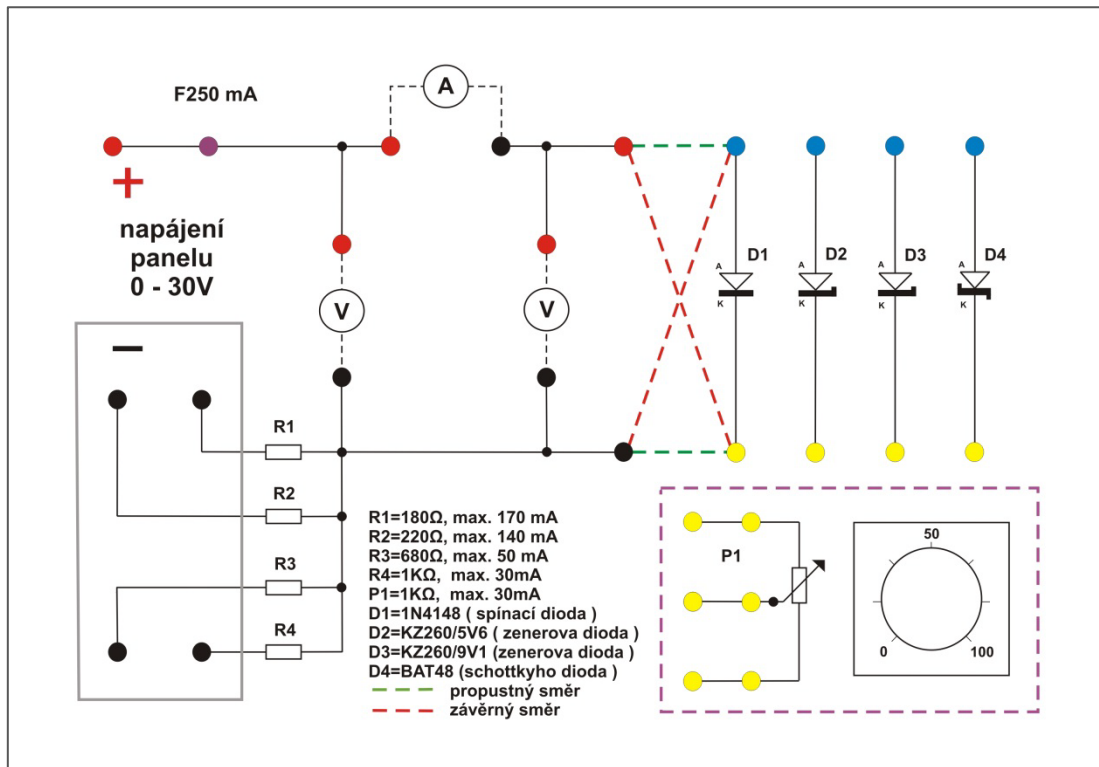 F250 mA
A
+
napájení
panelu
0 - 30V
V
V
A
K
D1
A
K
D2
A
K
D3
A
K
D4
–
R1
R2
R3
R4
R1=180Ω, max. 170 mA
R2=220Ω, max. 140 mA
R3=680Ω, max. 50 mA
R4=1KΩ, max. 30mA
P1=1KΩ, max. 30mA
D1=1N4148 ( spínací dioda )
D2=KZ260/5V6 ( zenerova dioda )
D3=KZ260/9V1 (zenerova dioda )
D4=BAT48 (schottkyho dioda )
propustný směr
závěrný směr
P1
50
0
100